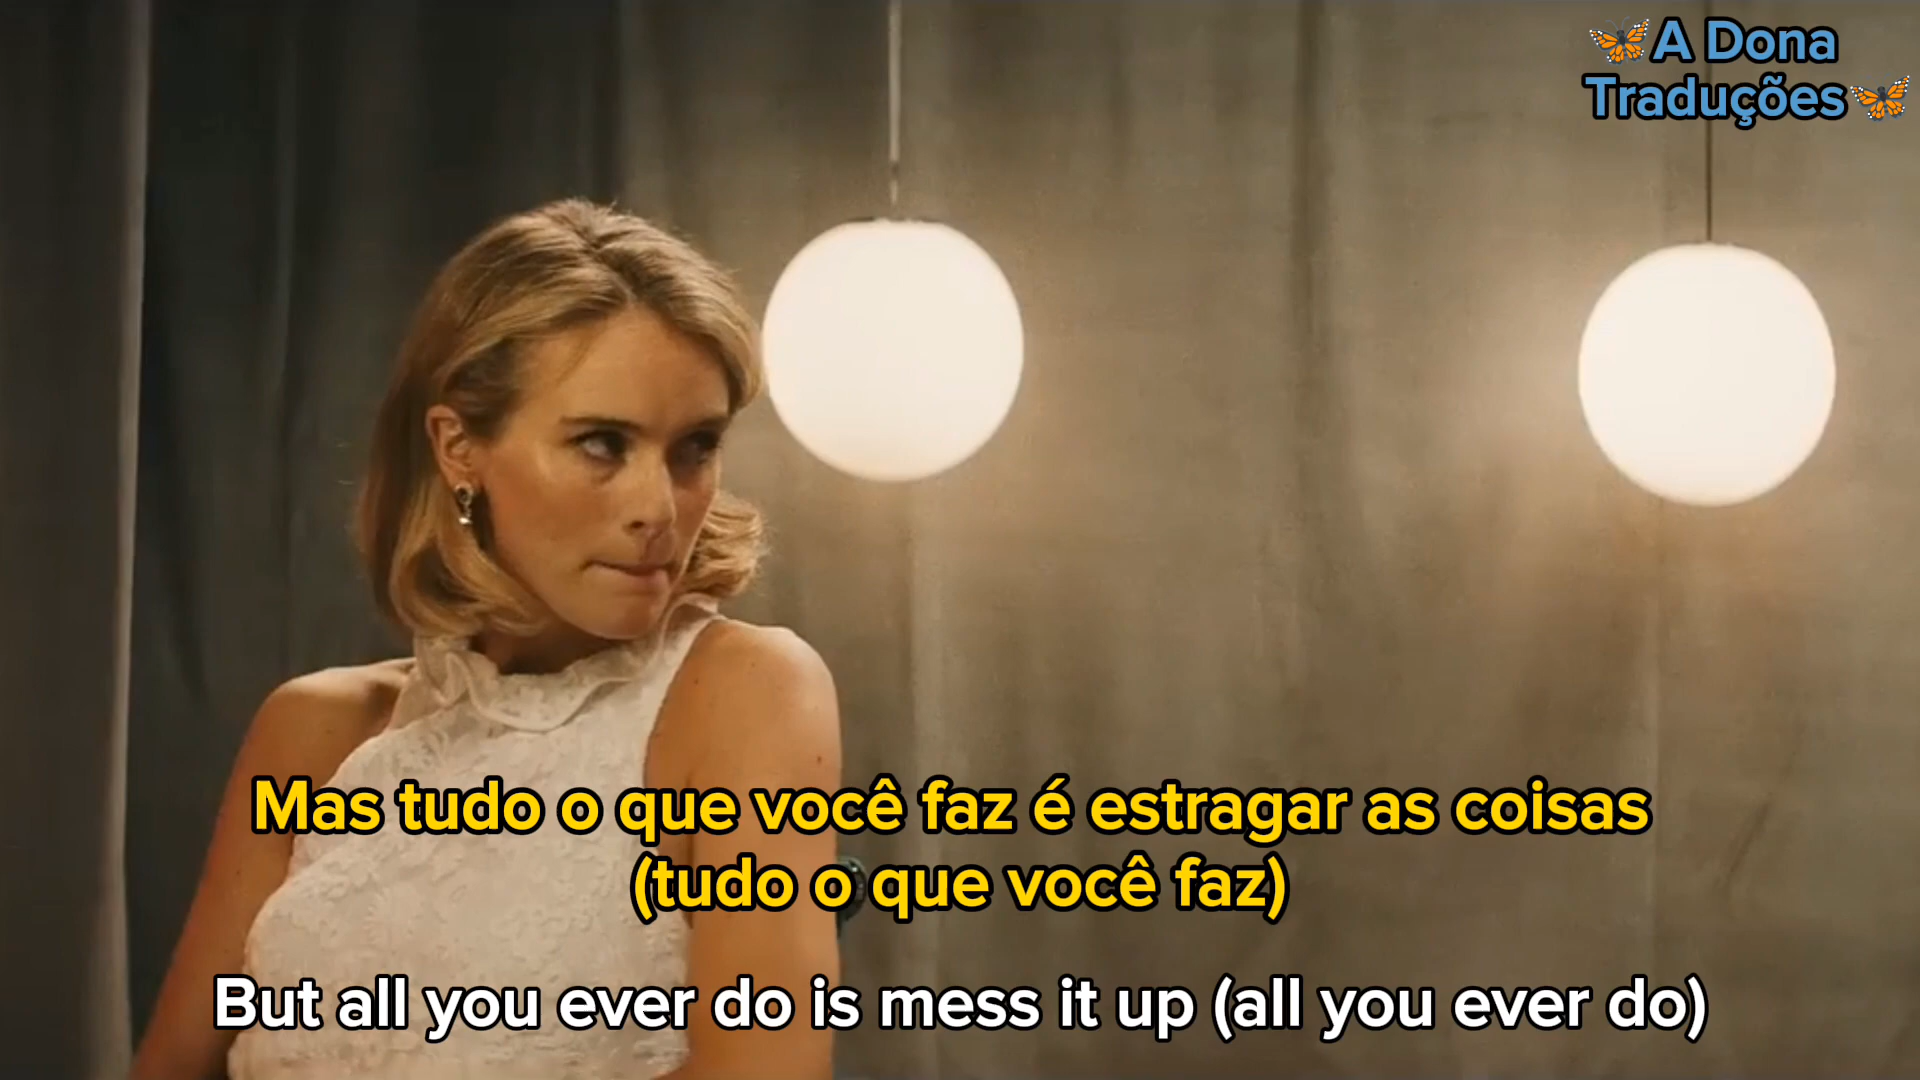 A Dona
Traduções
Mas tudo o que você faz é estragar as coisas
(tudo o que você faz)
But all you ever do is mess it up (all you ever do)